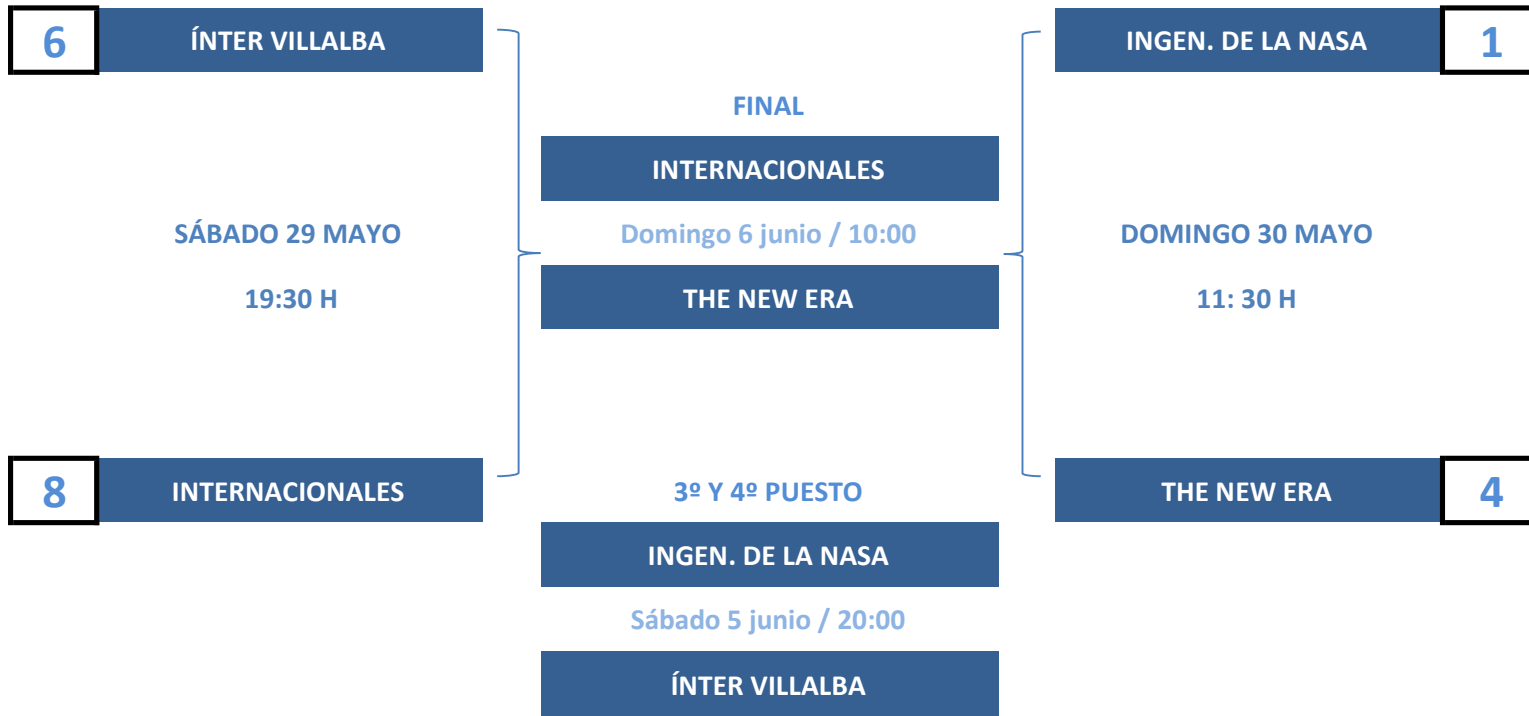 6
ÍNTER VILLALBA
INGEN. DE LA NASA
1
FINAL
INTERNACIONALES
SÁBADO 29 MAYO
Domingo 6 junio / 10:00
DOMINGO 30 MAYO
19:30 H
THE NEW ERA
11: 30 H
8
INTERNACIONALES
3º Y 4º PUESTO
THE NEW ERA
4
INGEN. DE LA NASA
Sábado 5 junio / 20:00
ÍNTER VILLALBA